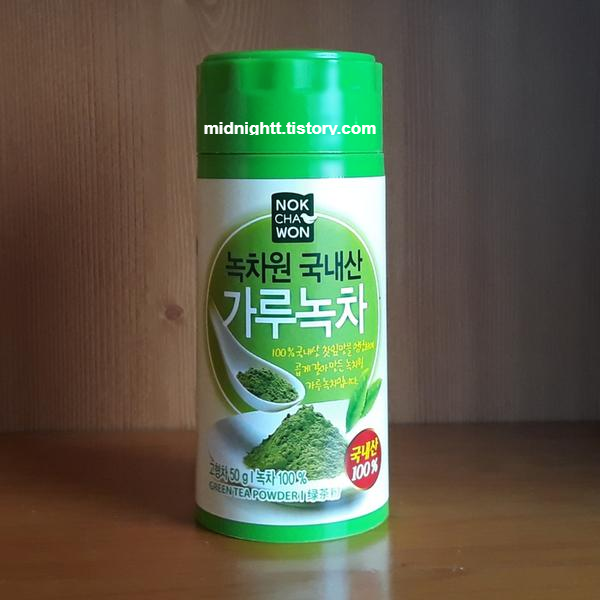 midnightt.tistory.com
NOK
CHA
WON
녹차원 국내산
가루녹차
100% 국내산 찻잎만을 엄선하여
곱게 갈아 만든 녹차원
가루녹차입니다.
국내산
100%
고형차 50 g | 녹차 100 %
GREEN TEA POWDER | 绿茶粉